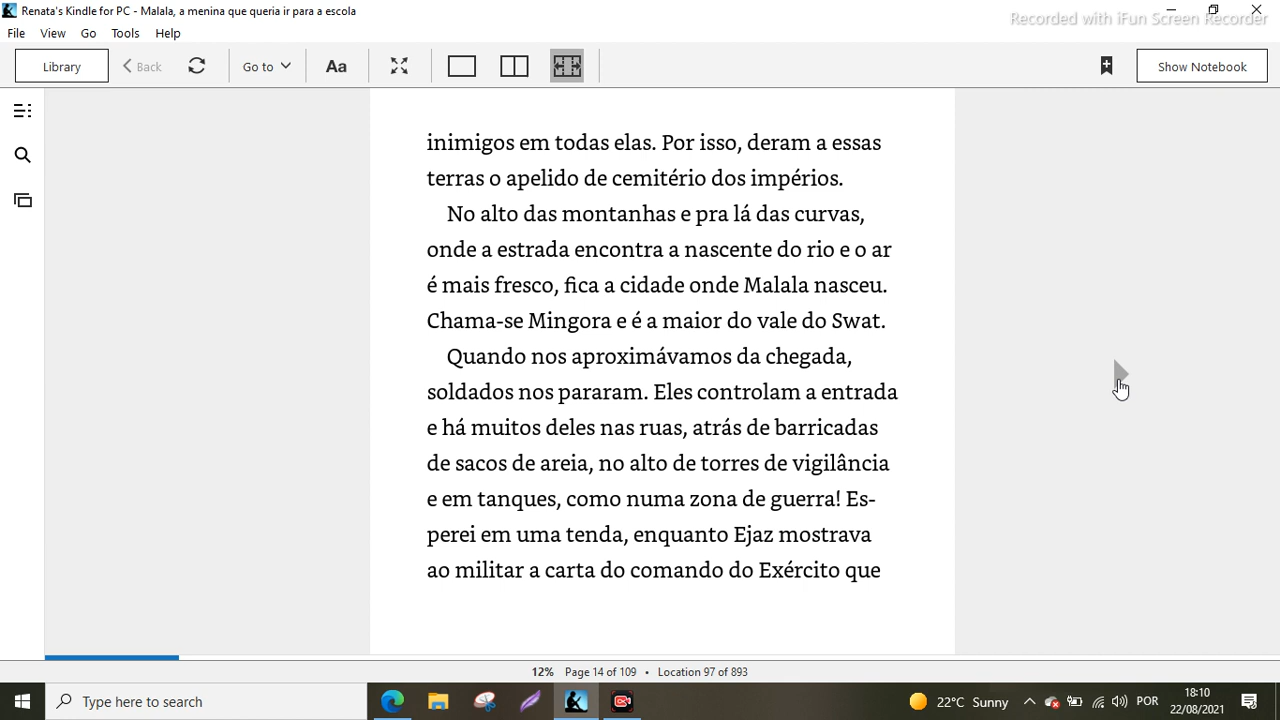 Renata's Kindle for PC - Malala, a menina que queria ir para a escola
Recorded with iFun Screen Recorder
File View Go Tools Help
Library Back Go to Aa Show Notebook
inimigos em todas elas. Por isso, deram a essas
terras o apelido de cemitério dos impérios.
No alto das montanhas e pra lá das curvas,
onde a estrada encontra a nascente do rio e o ar
é mais fresco, fica a cidade onde Malala nasceu.
Chama-se Mingora e é a maior do vale do Swat.
Quando nos aproximávamos da chegada,
soldados nos pararam. Eles controlam a entrada
e há muitos deles nas ruas, atrás de barricadas
de sacos de areia, no alto de torres de vigilância
e em tanques, como numa zona de guerra! Es-
perei em uma tenda, enquanto Ejaz mostrava
ao militar a carta do comando do Exército que
12% Page 14 of 109 • Location 97 of 893
Type here to search
22°C Sunny
POR
18:10
22/08/2021